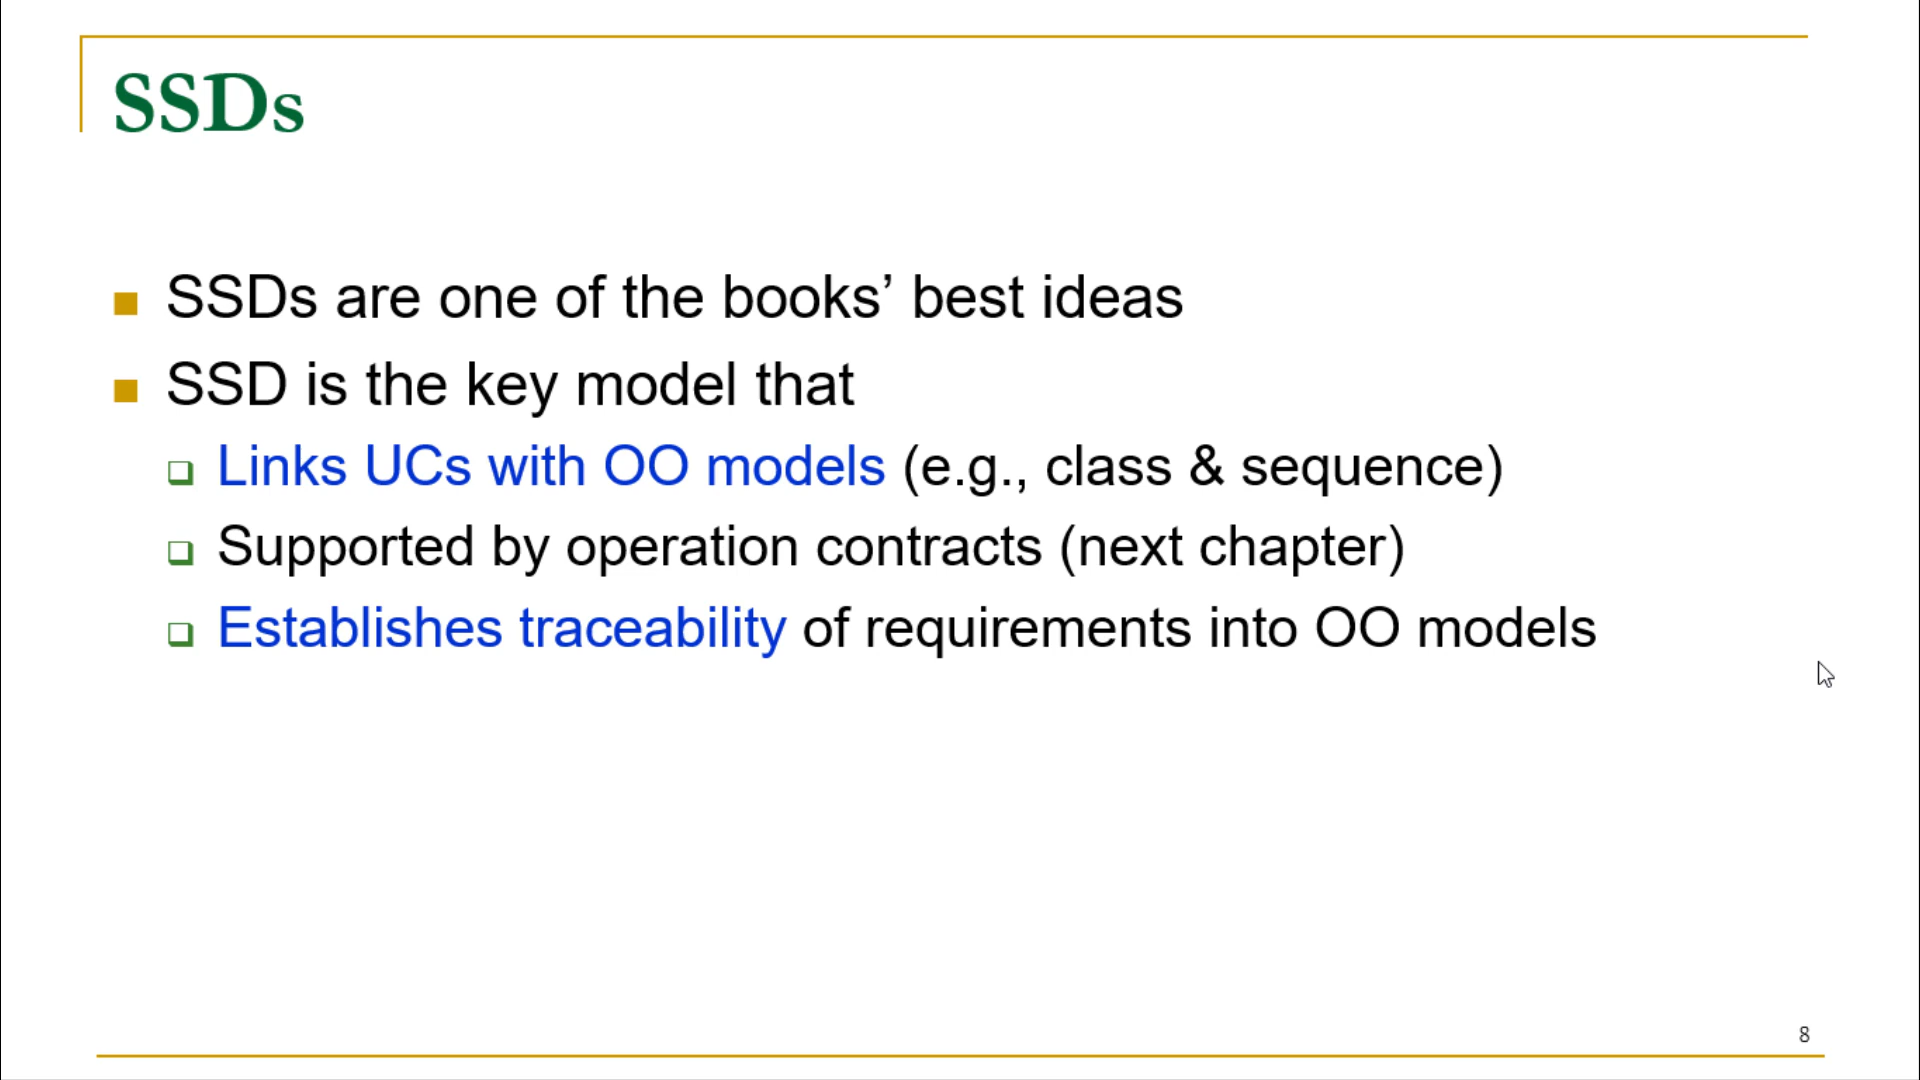 SSDs
SSDs are one of the books’ best ideas
SSD is the key model that
Links UCs with OO models (e.g., class & sequence)
Supported by operation contracts (next chapter)
Establishes traceability of requirements into OO models
8